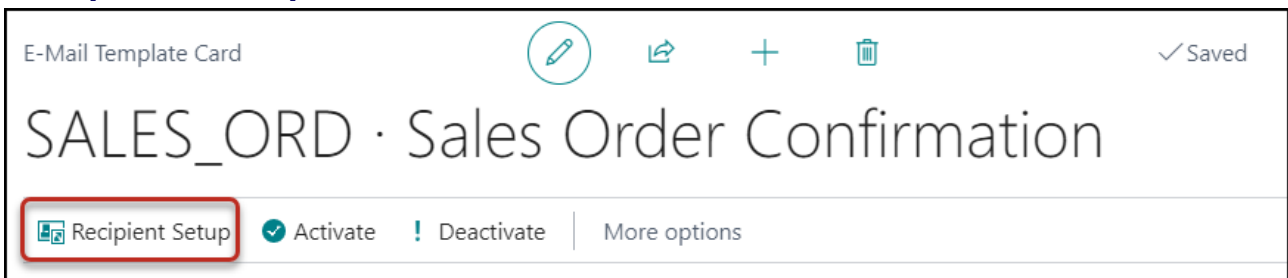 E-Mail Template Card
Saved
SALES_ORD · Sales Order Confirmation
Recipient Setup Activate ! Deactivate More options